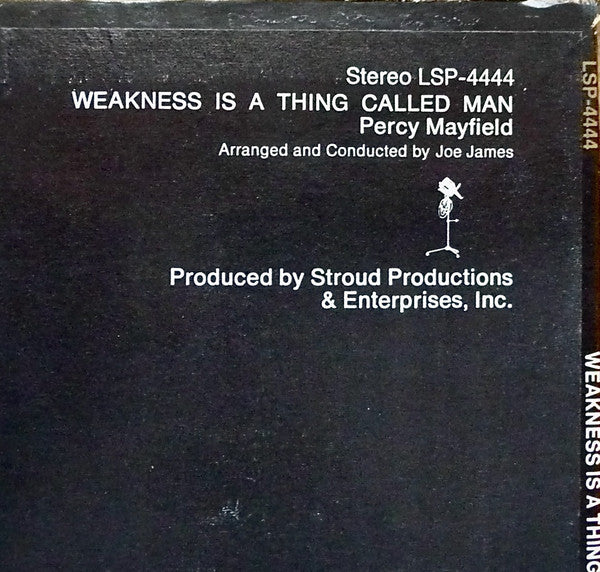 Stereo LSP-4444
WEAKNESS IS A THING CALLED MAN
Percy Mayfield
Arranged and Conducted by Joe James
Produced by Stroud Productions
& Enterprises, Inc.
LSP-4444
WEAKNESS IS A THING